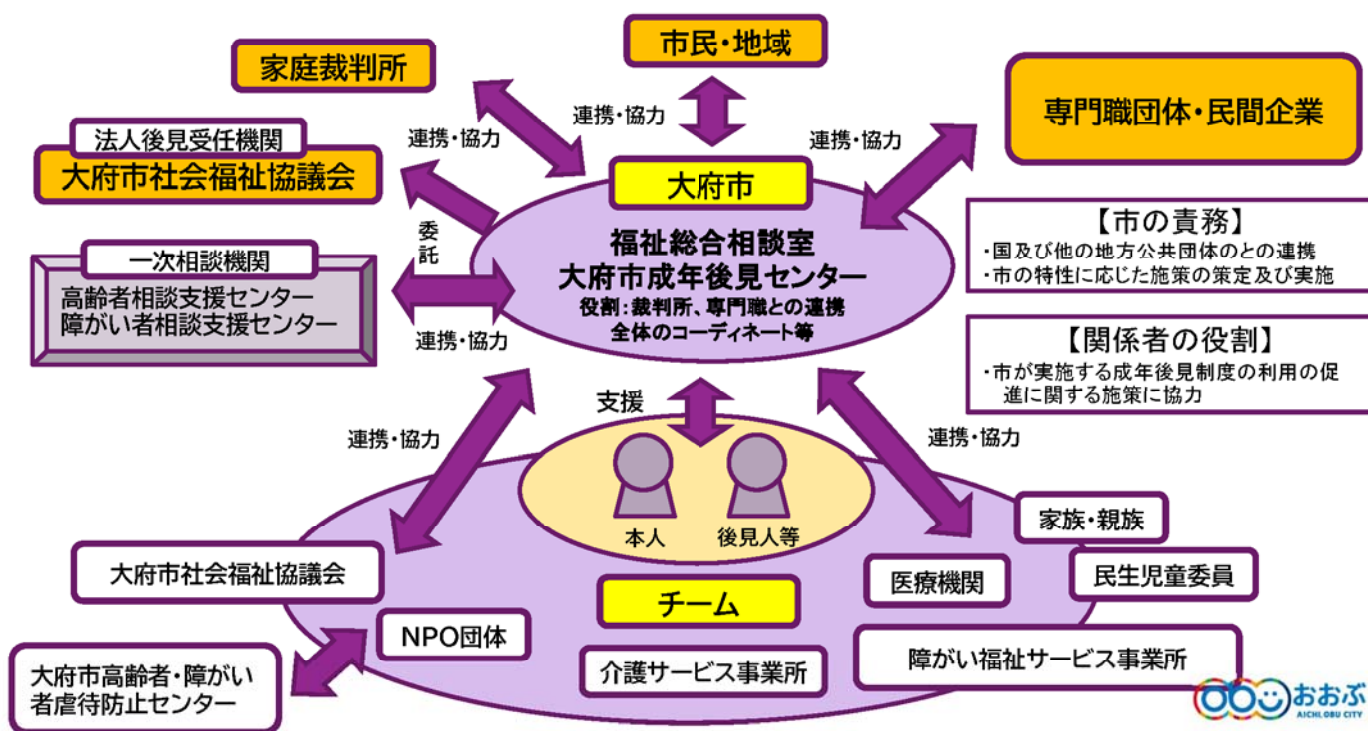 市民・地域
家庭裁判所
専門職団体・民間企業
連携・協力
連携・協力
連携・協力
法人後見受任機関
大府市社会福祉協議会
大府市
委託
福祉総合相談室
大府市成年後見センター
役割:裁判所、専門職との連携
全体のコーディネート等
【市の責務】
・国及び他の地方公共団体のとの連携
・市の特性に応じた施策の策定及び実施
一次相談機関
高齢者相談支援センター
障がい者相談支援センター
連携・協力
【関係者の役割】
・市が実施する成年後見制度の利用の促
進に関する施策に協力
支援
連携・協力
連携・協力
本人
後見人等
家族・親族
大府市社会福祉協議会
医療機関
民生児童委員
チーム
NPO団体
介護サービス事業所
障がい福祉サービス事業所
大府市高齢者・障がい
者虐待防止センター
obu おおぶ
AICHI.OBU CITY